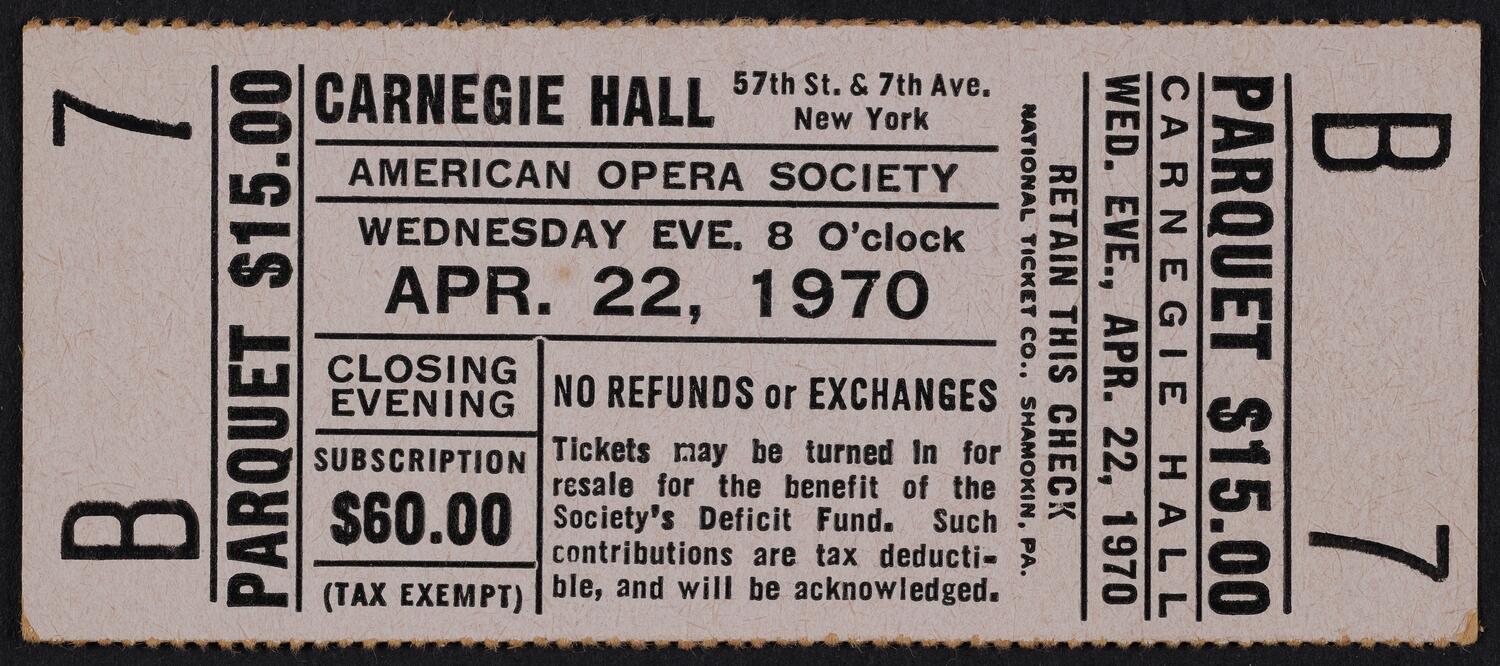 B 7
PARQUET $15.00
CARNEGIE HALL
57th St. & 7th Ave.
New York
AMERICAN OPERA SOCIETY
WEDNESDAY EVE. 8 O'clock
APR. 22, 1970
CLOSING
EVENING
SUBSCRIPTION
$60.00
(TAX EXEMPT)
NO REFUNDS or EXCHANGES
Tickets may be turned in for
resale for the benefit of the
Society's Deficit Fund. Such
contributions are tax deducti-
ble, and will be acknowledged.
NATIONAL TICKET CO., SHAMOKIN, PA.
RETAIN THIS CHECK
WED. EVE., APR. 22, 1970
CARNEGIE HALL
PARQUET $15.00
B 7